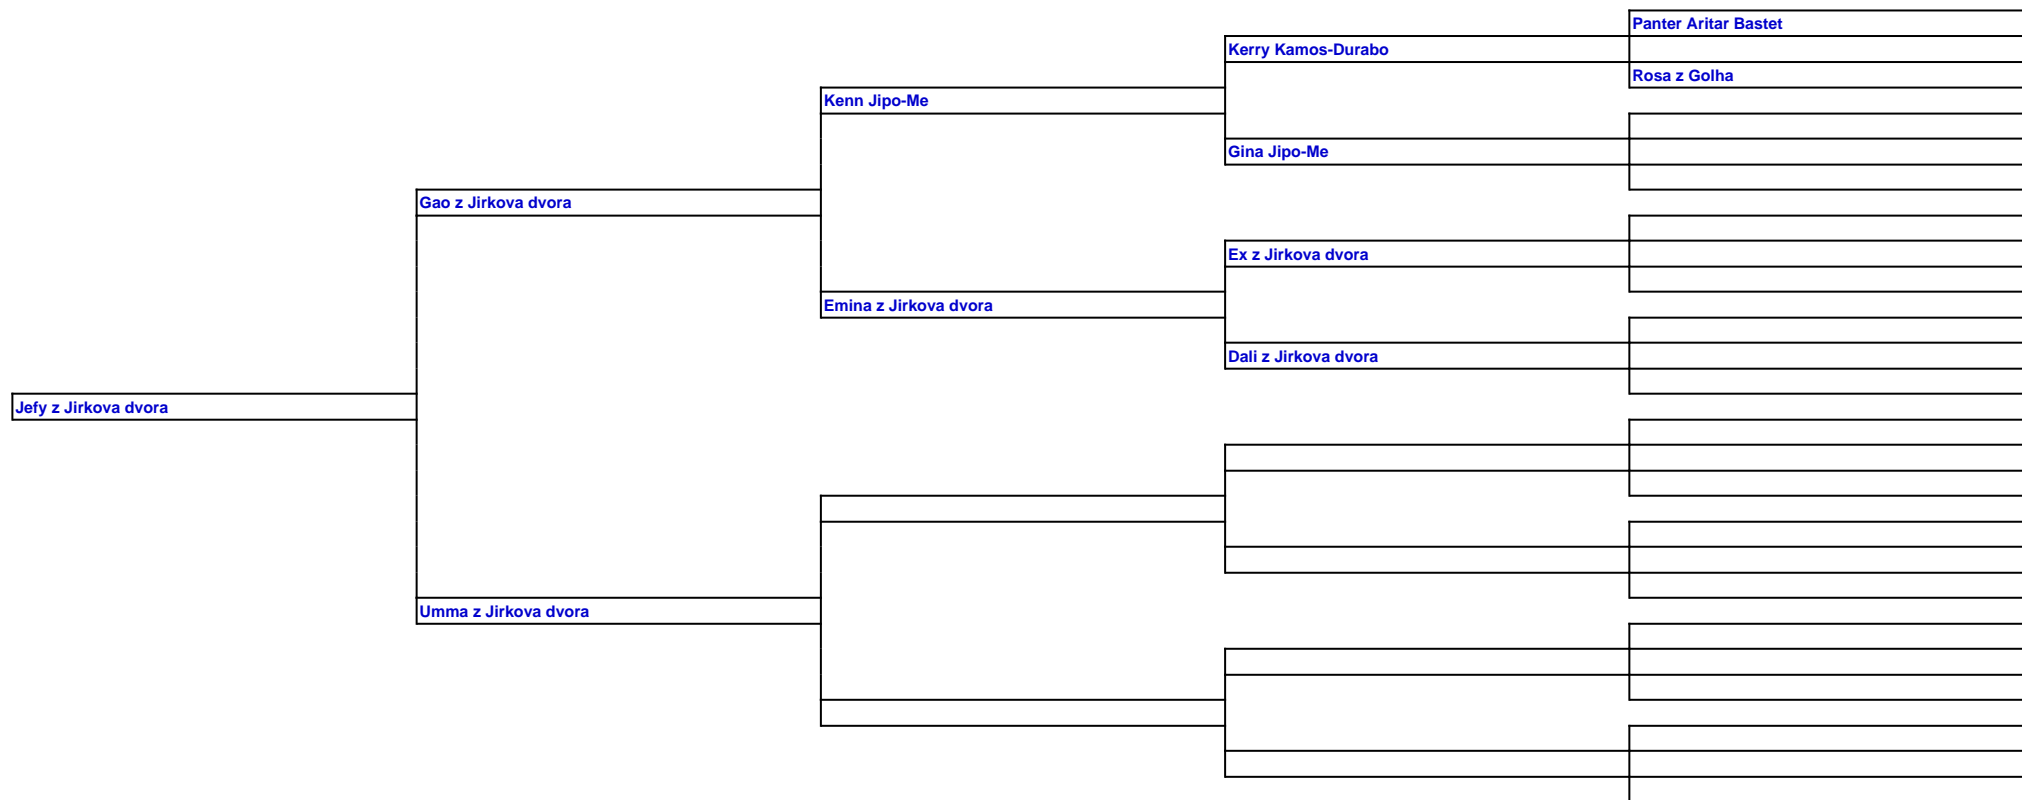 Panter Aritar Bastet
Kerry Kamos-Durabo
Rosa z Golha
Kenn Jipo-Me
Gina Jipo-Me
Gao z Jirkova dvora
Ex z Jirkova dvora
Emina z Jirkova dvora
Dali z Jirkova dvora
Jefy z Jirkova dvora
Umma z Jirkova dvora